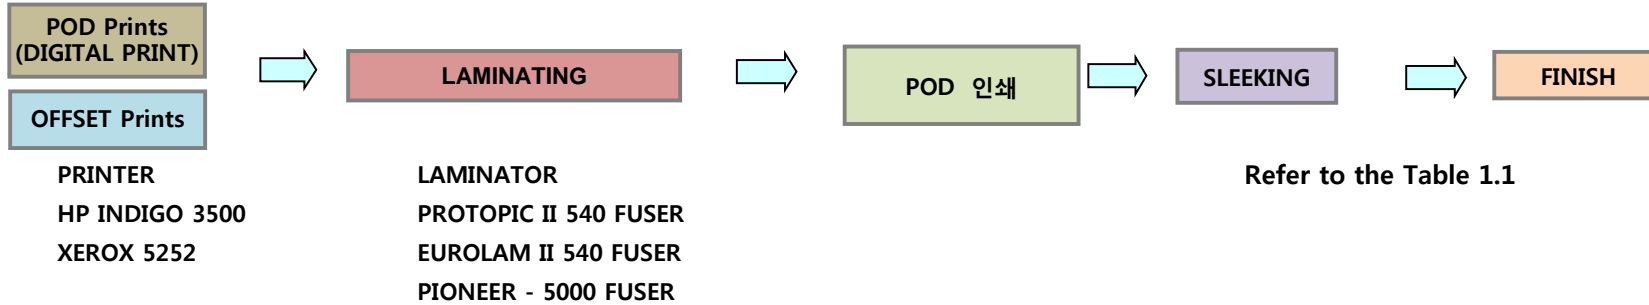 POD Prints
(DIGITAL PRINT)
OFFSET Prints
LAMINATING
POD 인쇄
SLEEKING
FINISH
PRINTER
HP INDIGO 3500
XEROX 5252
LAMINATOR
PROTOPIC II 540 FUSER
EUROLAM II 540 FUSER
PIONEER - 5000 FUSER
Refer to the Table 1.1